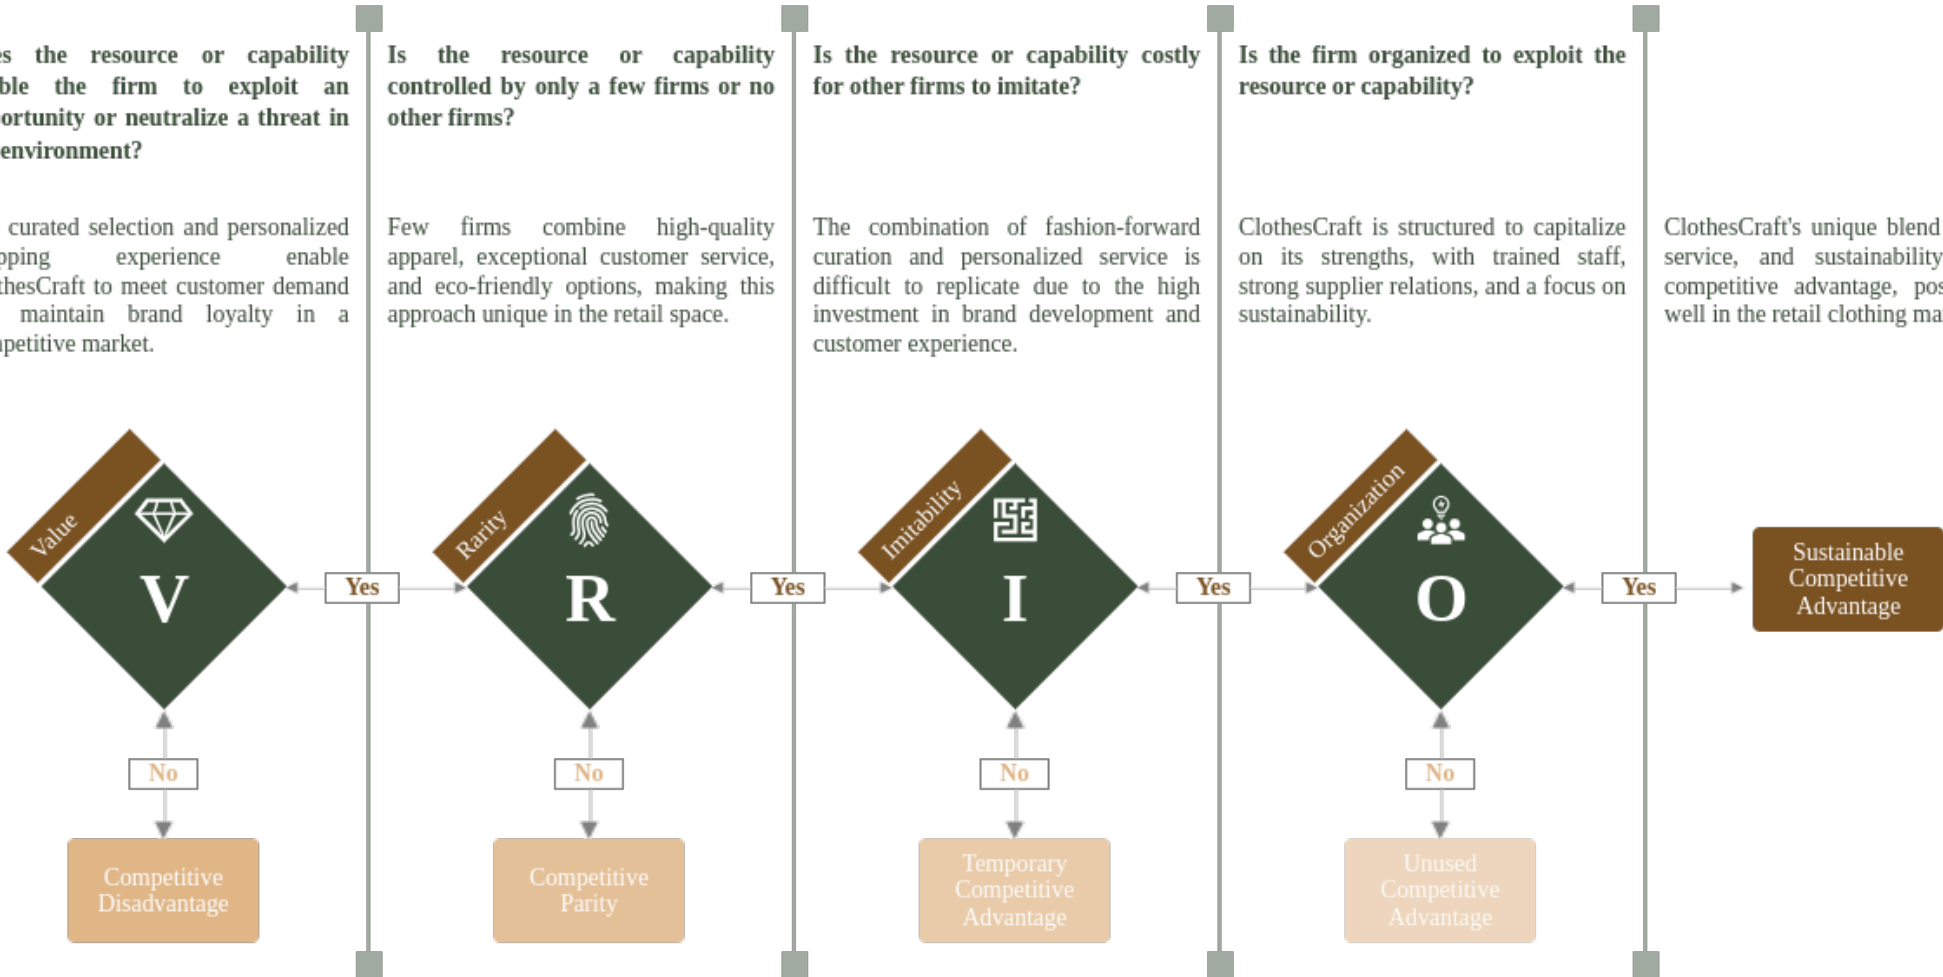 es the resource or capability
ble the firm to exploit an
ortunity or neutralize a threat in
environment?
Is the resource or capability
controlled by only a few firms or no
other firms?
Is the resource or capability costly
for other firms to imitate?
Is the firm organized to exploit the
resource or capability?
curated selection and personalized
pping experience enable
thesCraft to meet customer demand
maintain brand loyalty in a
mpetitive market.
Few firms combine high-quality
apparel, exceptional customer service,
and eco-friendly options, making this
approach unique in the retail space.
The combination of fashion-forward
curation and personalized service is
difficult to replicate due to the high
investment in brand development and
customer experience.
ClothesCraft is structured to capitalize
on its strengths, with trained staff,
strong supplier relations, and a focus on
sustainability.
ClothesCraft's unique blend
service, and sustainability
competitive advantage, pos
well in the retail clothing ma
Value
V
Yes
Rarity
R
Yes
Imitability
I
Yes
Organization
O
Yes
Sustainable
Competitive
Advantage
No
No
No
No
Competitive
Disadvantage
Competitive
Parity
Temporary
Competitive
Advantage
Unused
Competitive
Advantage